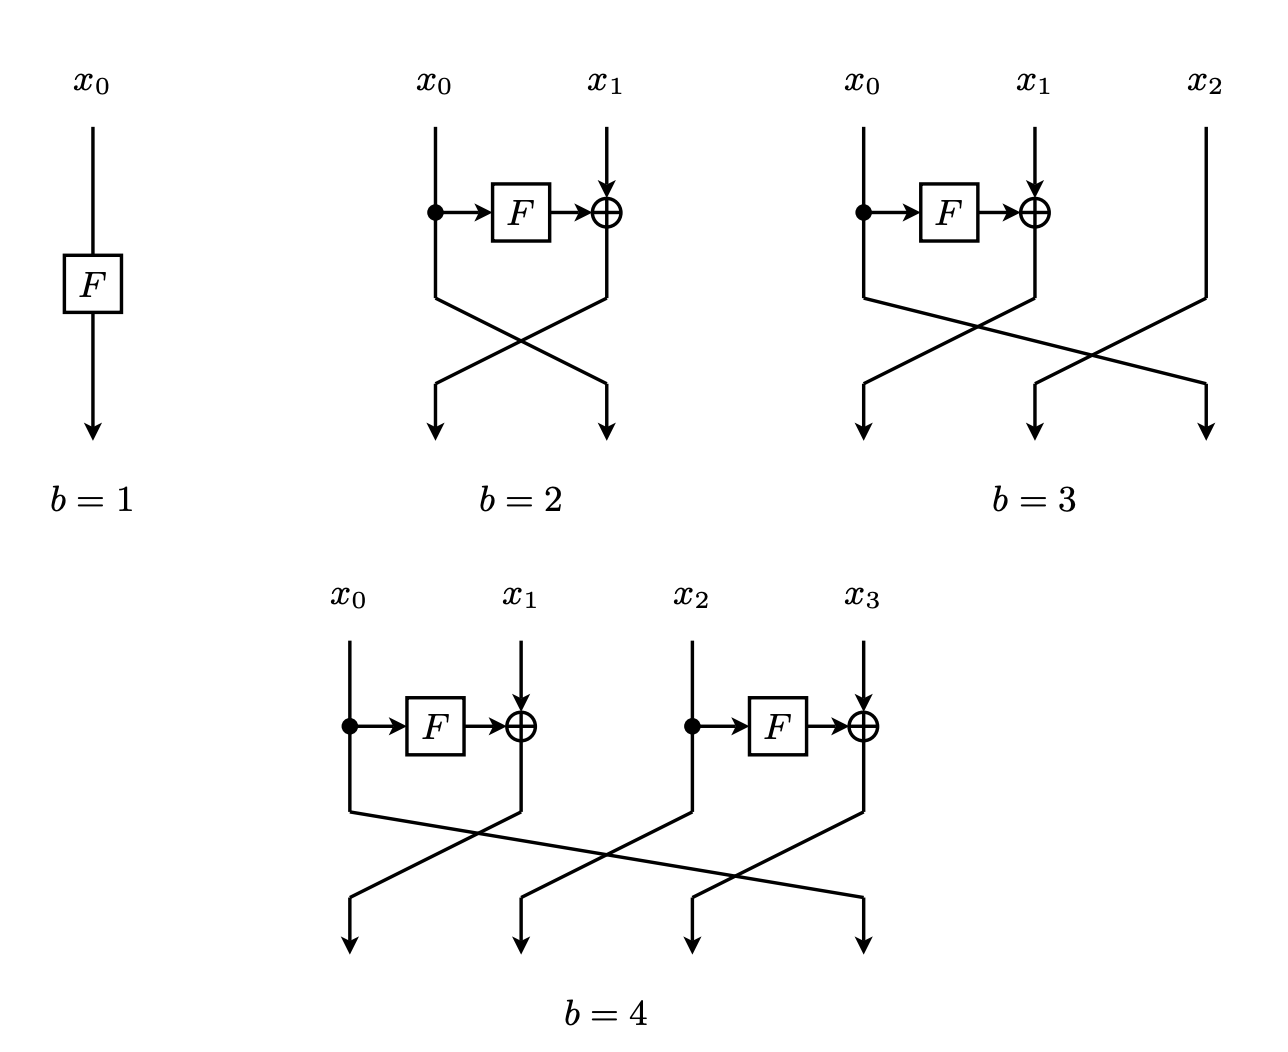 x₀ x₀ x₁ x₀ x₁ x₂
F F
F
b = 1 b = 2 b = 3
x₀ x₁ x₂ x₃
F F
b = 4